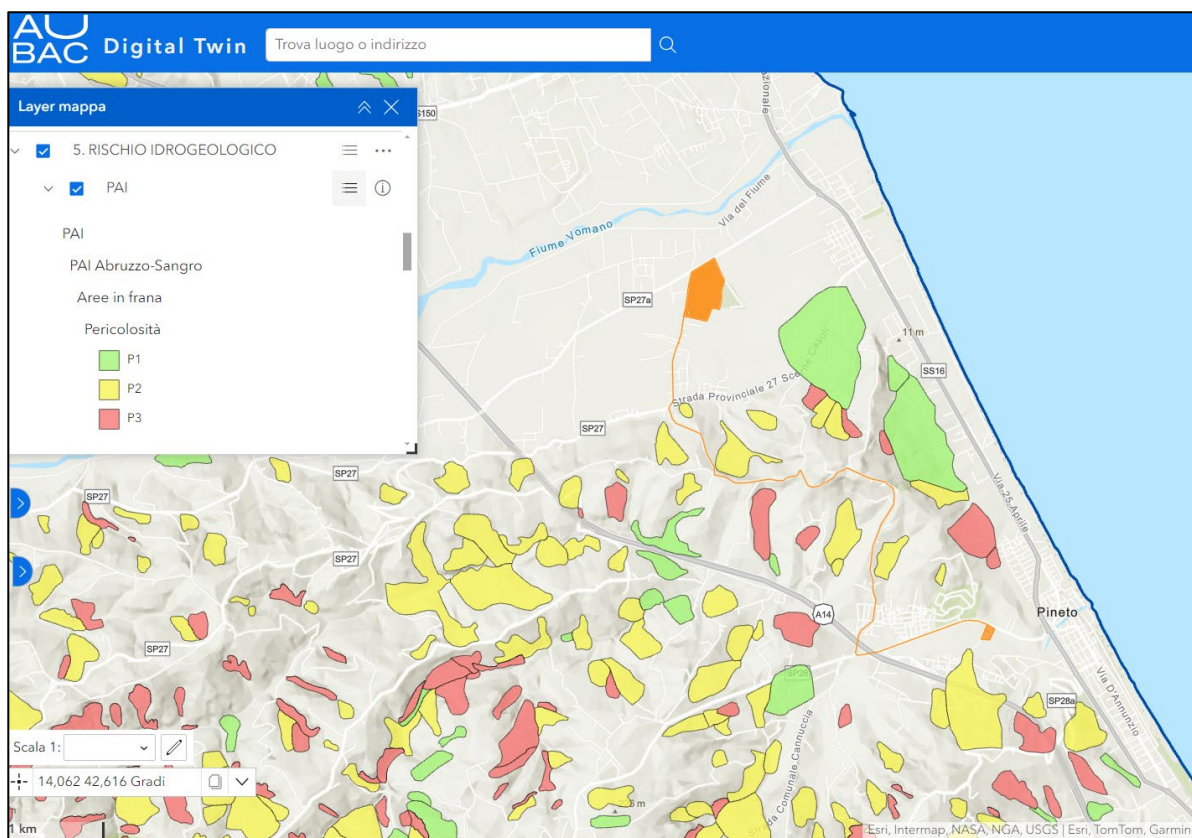 AU
BAC
Digital Twin
Trova luogo o indirizzo
Layer mappa
5. RISCHIO IDROGEOLOGICO
PAI
PAI
PAI Abruzzo-Sangro
Aree in frana
Pericolosità
P1
P2
P3
S150
azionale
Via del Fiume
Fiume Vomano
SP27a
11 m
SS16
Strada Provinciale 27 Scerne Casoli
SP27
SP27
SP27
Via 25 Aprile
SP27
Pineto
A14
SP27
SP28
SP28a
Via D'Annunzio
Strada Comunale Cannuccia
Scala 1:
14,062 42,616 Gradi
1 km
Esri, Intermap, NASA, NGA, USGS | Esri, TomTom, Garmin